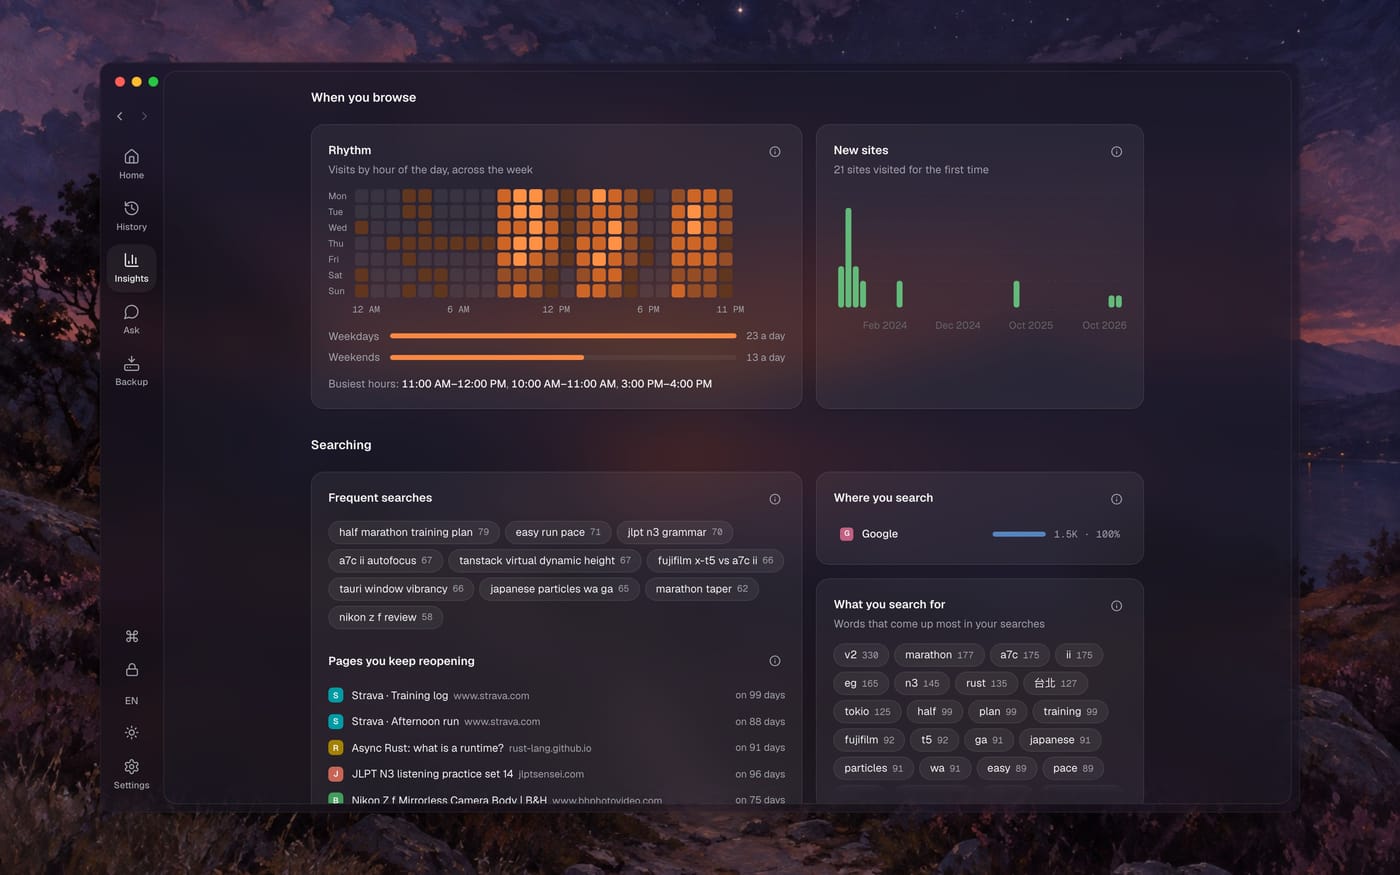 Home
History
Insights
Ask
Backup
EN
Settings
When you browse
Rhythm
Visits by hour of the day, across the week
Mon
Tue
Wed
Thu
Fri
Sat
Sun
12 AM 6 AM 12 PM 6 PM 11 PM
Weekdays 23 a day
Weekends 13 a day
Busiest hours: 11:00 AM–12:00 PM, 10:00 AM–11:00 AM, 3:00 PM–4:00 PM
New sites
21 sites visited for the first time
Feb 2024 Dec 2024 Oct 2025 Oct 2026
Searching
Frequent searches
half marathon training plan 79 easy run pace 71 jlpt n3 grammar 70
a7c ii autofocus 67 tanstack virtual dynamic height 67 fujifilm x-t5 vs a7c ii 66
tauri window vibrancy 66 japanese particles wa ga 65 marathon taper 62
nikon z f review 58
Pages you keep reopening
S Strava · Training log www.strava.com on 99 days
S Strava · Afternoon run www.strava.com on 88 days
R Async Rust: what is a runtime? rust-lang.github.io on 91 days
J JLPT N3 listening practice set 14 jlptsensei.com on 96 days
B Nikon Z f Mirrorless Camera Body | B&H www.bhphotovideo.com on 75 days
Where you search
G Google 1.5K · 100%
What you search for
Words that come up most in your searches
v2 330 marathon 177 a7c 175 ii 175
eg 165 n3 145 rust 135 台北 127
tokio 125 half 99 plan 99 training 99
fujifilm 92 t5 92 ga 91 japanese 91
particles 91 wa 91 easy 89 pace 89